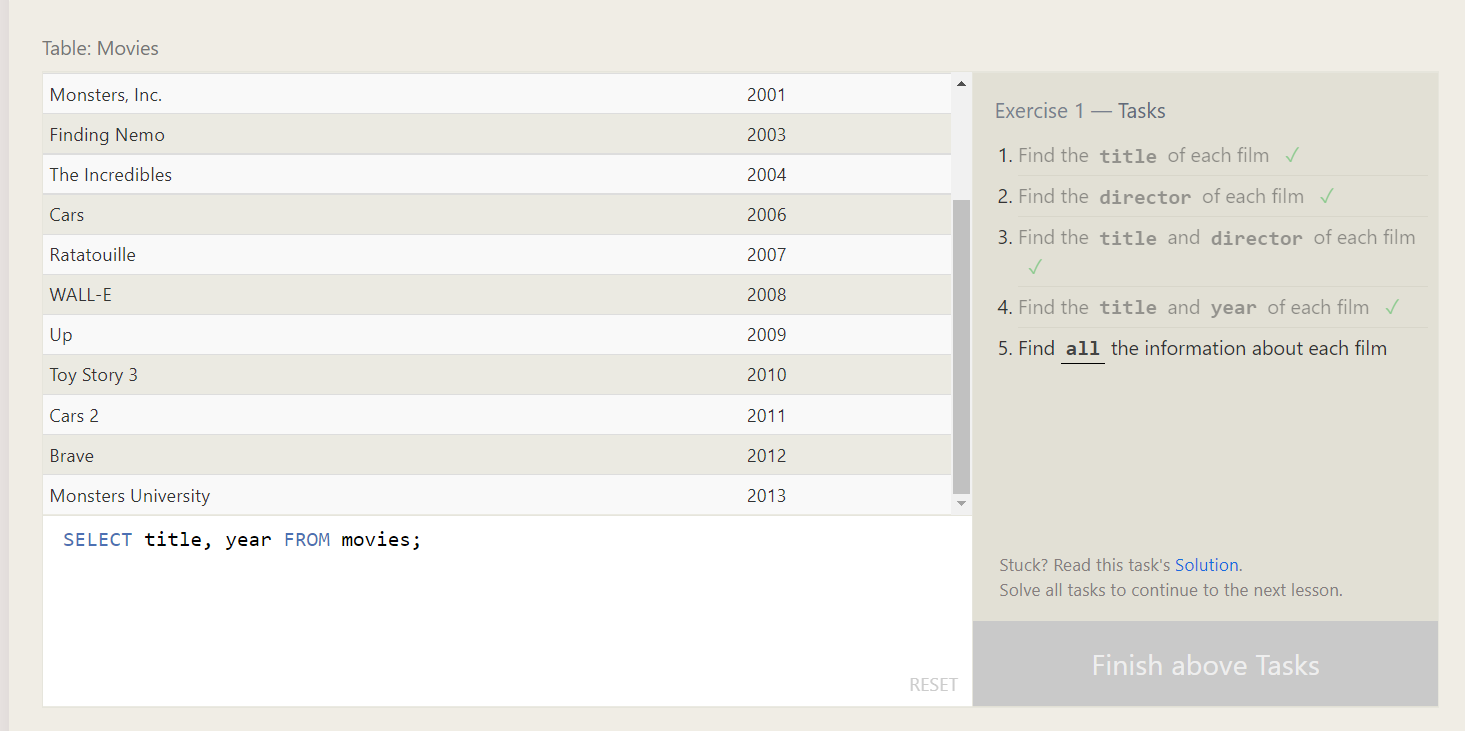 Table: Movies
Monsters, Inc. 2001
Finding Nemo 2003
The Incredibles 2004
Cars 2006
Ratatouille 2007
WALL-E 2008
Up 2009
Toy Story 3 2010
Cars 2 2011
Brave 2012
Monsters University 2013
SELECT title, year FROM movies;
RESET
Exercise 1 — Tasks
1. Find the title of each film ✓
2. Find the director of each film ✓
3. Find the title and director of each film
✓
4. Find the title and year of each film ✓
5. Find all the information about each film
Stuck? Read this task's Solution.
Solve all tasks to continue to the next lesson.
Finish above Tasks